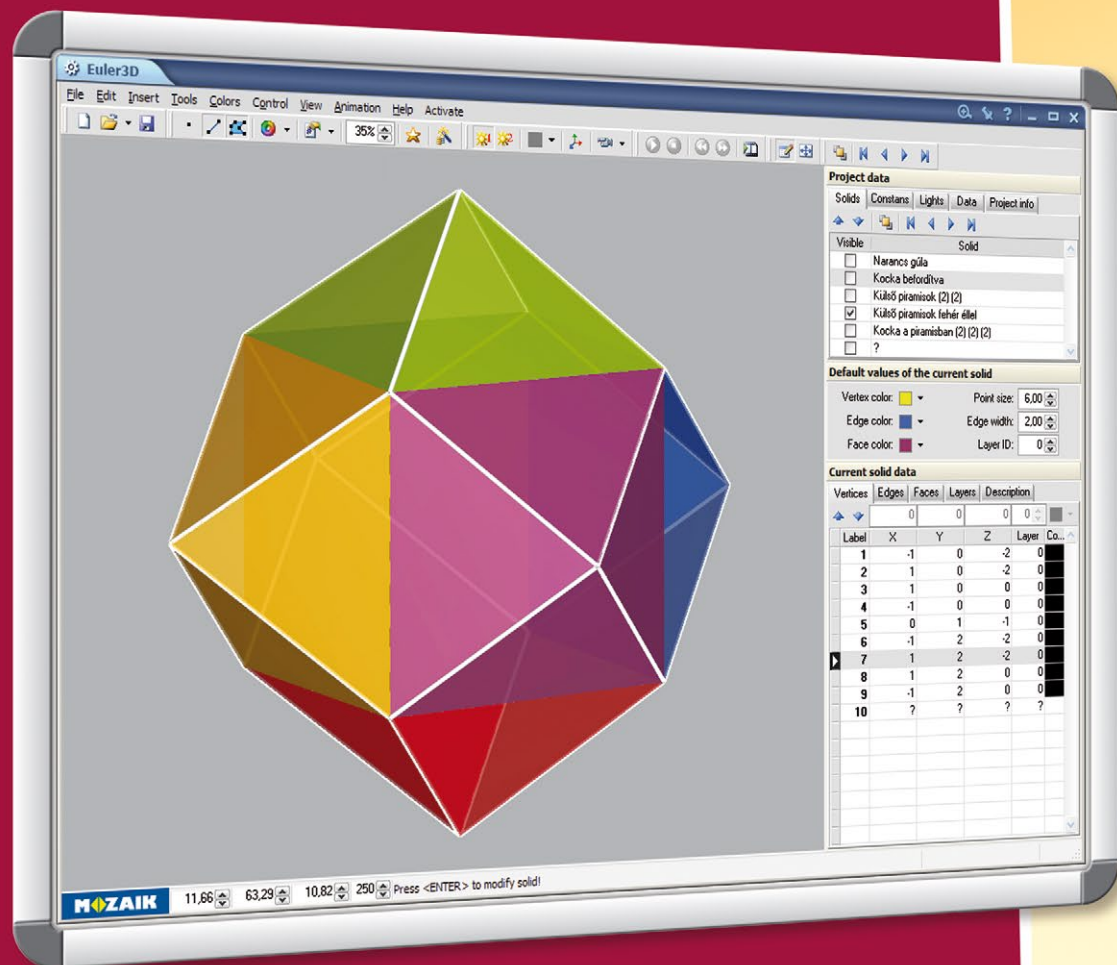 Euler3D
File Edit Insert Tools Colors Control View Animation Help Activate
35%
Project data
Solids Constans Lights Data Project info
Visible Solid
Narancs gúla
Kocka befordítva
Külső piramisok (2) (2)
Külső piramisok fehér éllel
Kocka a piramisban (2) (2) (2)
?
Default values of the current solid
Vertex color: Point size: 6,00
Edge color: Edge width: 2,00
Face color: Layer ID: 0
Current solid data
Vertices Edges Faces Layers Description
0 0 0 0
Label X Y Z Layer Co...
1 -1 0 -2 0
2 1 0 -2 0
3 1 0 0 0
4 -1 0 0 0
5 0 1 -1 0
6 -1 2 -2 0
7 1 2 -2 0
8 1 2 0 0
9 -1 2 0 0
10 ? ? ? ?
MOZAIK 11,66 63,29 10,82 250 Press <ENTER> to modify solid!